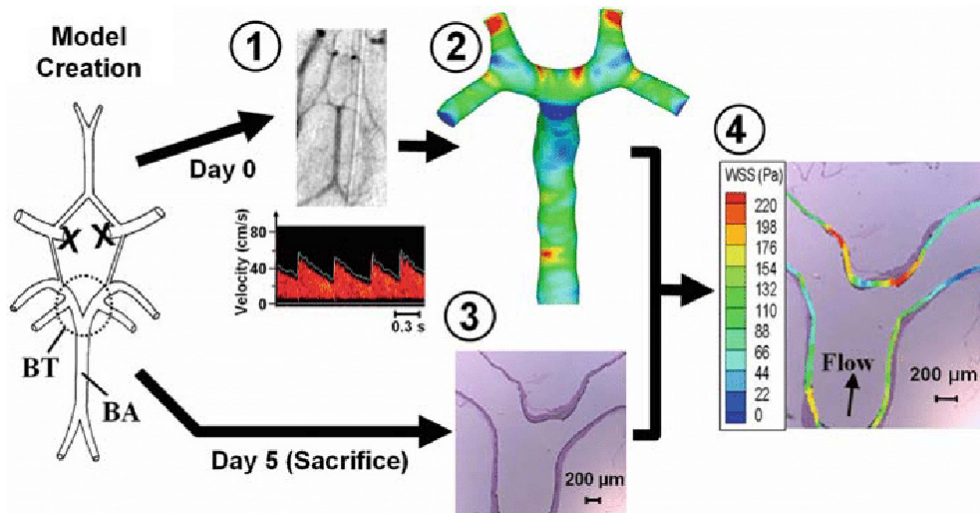 Model
Creation
X X
BT
BA
1
Day 0
Velocity (cm/s)
80
40
0
0.3 s
2
Day 5 (Sacrifice)
3
200 µm
4
WSS (Pa)
220
198
176
154
132
110
88
66
44
22
0
Flow
200 µm